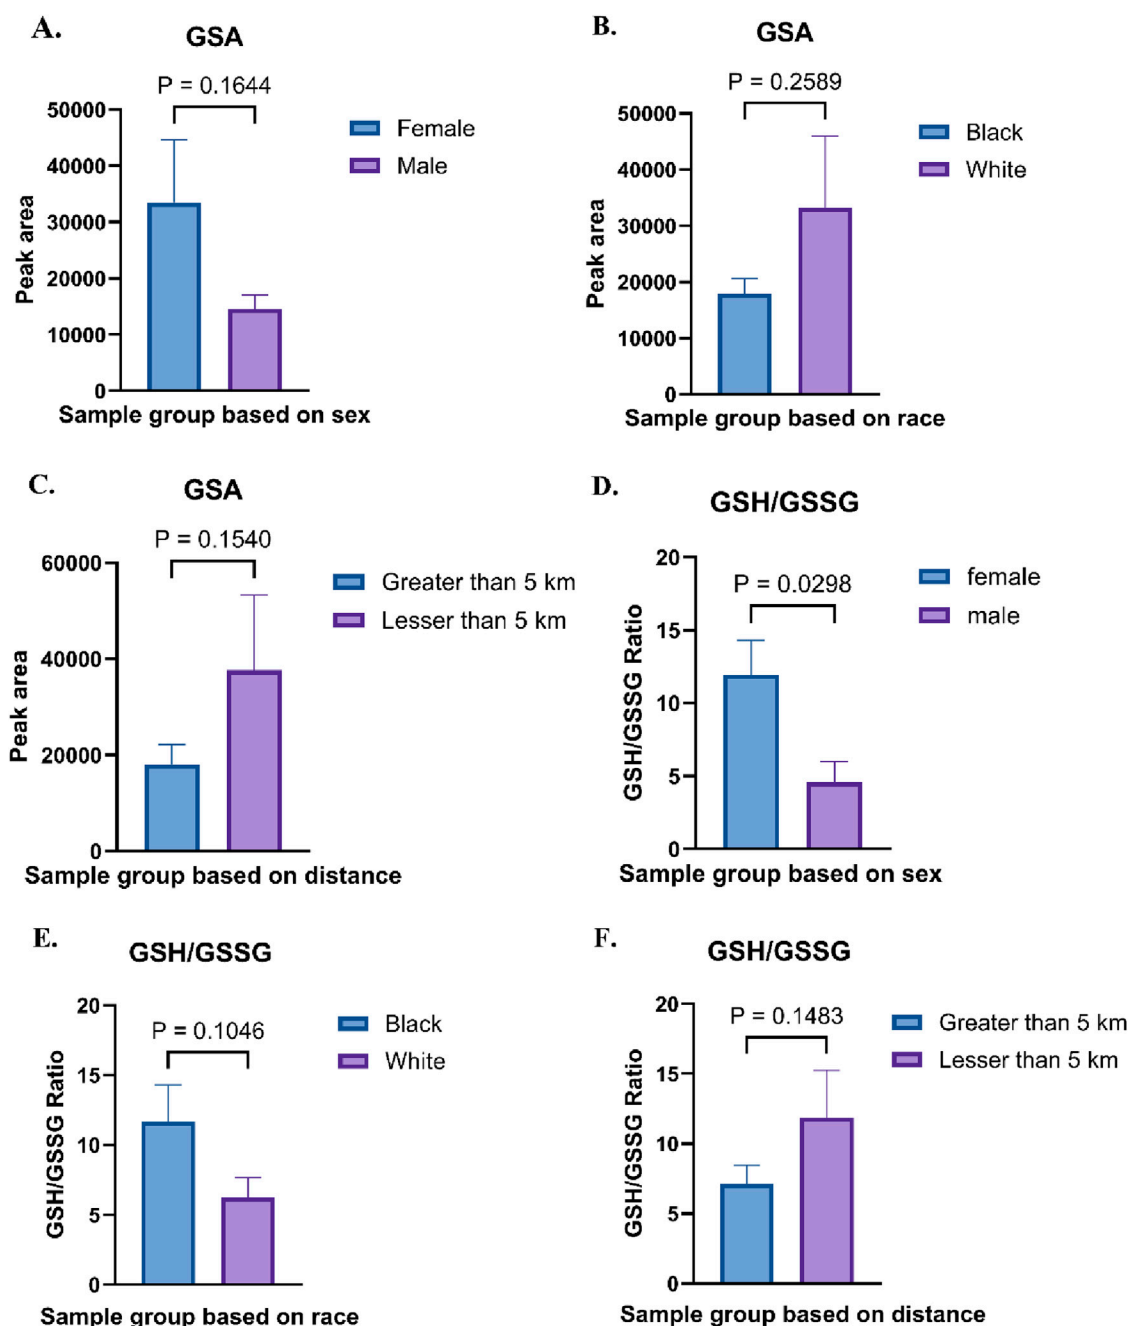 A.
GSA
P = 0.1644
50000
40000
30000
20000
10000
0
Peak area
Female
Male
Sample group based on sex
B.
GSA
P = 0.2589
50000
40000
30000
20000
10000
0
Peak area
Black
White
Sample group based on race
C.
GSA
P = 0.1540
60000
40000
20000
0
Peak area
Greater than 5 km
Lesser than 5 km
Sample group based on distance
D.
GSH/GSSG
20
15
10
5
0
P = 0.0298
GSH/GSSG Ratio
female
male
Sample group based on sex
E.
GSH/GSSG
20
15
10
5
0
P = 0.1046
GSH/GSSG Ratio
Black
White
Sample group based on race
F.
GSH/GSSG
20
15
10
5
0
P = 0.1483
GSH/GSSG Ratio
Greater than 5 km
Lesser than 5 km
Sample group based on distance